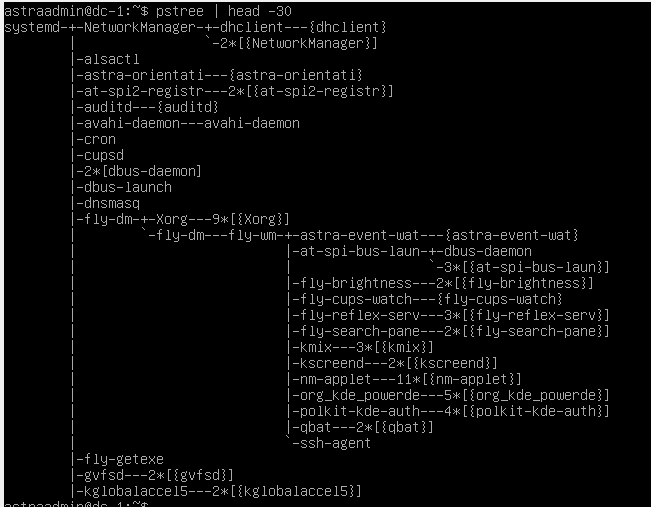 astraadmin@dc-1:~$ pstree | head -30
systemd-+-NetworkManager-+-dhclient---{dhclient}
        |                `-2*[{NetworkManager}]
        |-alsactl
        |-astra-orientati---{astra-orientati}
        |-at-spi2-registr---2*[{at-spi2-registr}]
        |-auditd---{auditd}
        |-avahi-daemon---avahi-daemon
        |-cron
        |-cupsd
        |-2*[dbus-daemon]
        |-dbus-launch
        |-dnsmasq
        |-fly-dm-+-Xorg---9*[{Xorg}]
        |        `-fly-dm---fly-wm-+-astra-event-wat---{astra-event-wat}
        |                          |-at-spi-bus-laun-+-dbus-daemon
        |                          |                 `-3*[{at-spi-bus-laun}]
        |                          |-fly-brightness---2*[{fly-brightness}]
        |                          |-fly-cups-watch---{fly-cups-watch}
        |                          |-fly-reflex-serv---3*[{fly-reflex-serv}]
        |                          |-fly-search-pane---2*[{fly-search-pane}]
        |                          |-kmix---3*[{kmix}]
        |                          |-kscreend---2*[{kscreend}]
        |                          |-nm-applet---11*[{nm-applet}]
        |                          |-org_kde_powerde---5*[{org_kde_powerde}]
        |                          |-polkit-kde-auth---4*[{polkit-kde-auth}]
        |                          |-qbat---2*[{qbat}]
        |                          `-ssh-agent
        |-fly-getexe
        |-gvfsd---2*[{gvfsd}]
        |-kglobalaccel5---2*[{kglobalaccel5}]
astraadmin@dc-1:~$